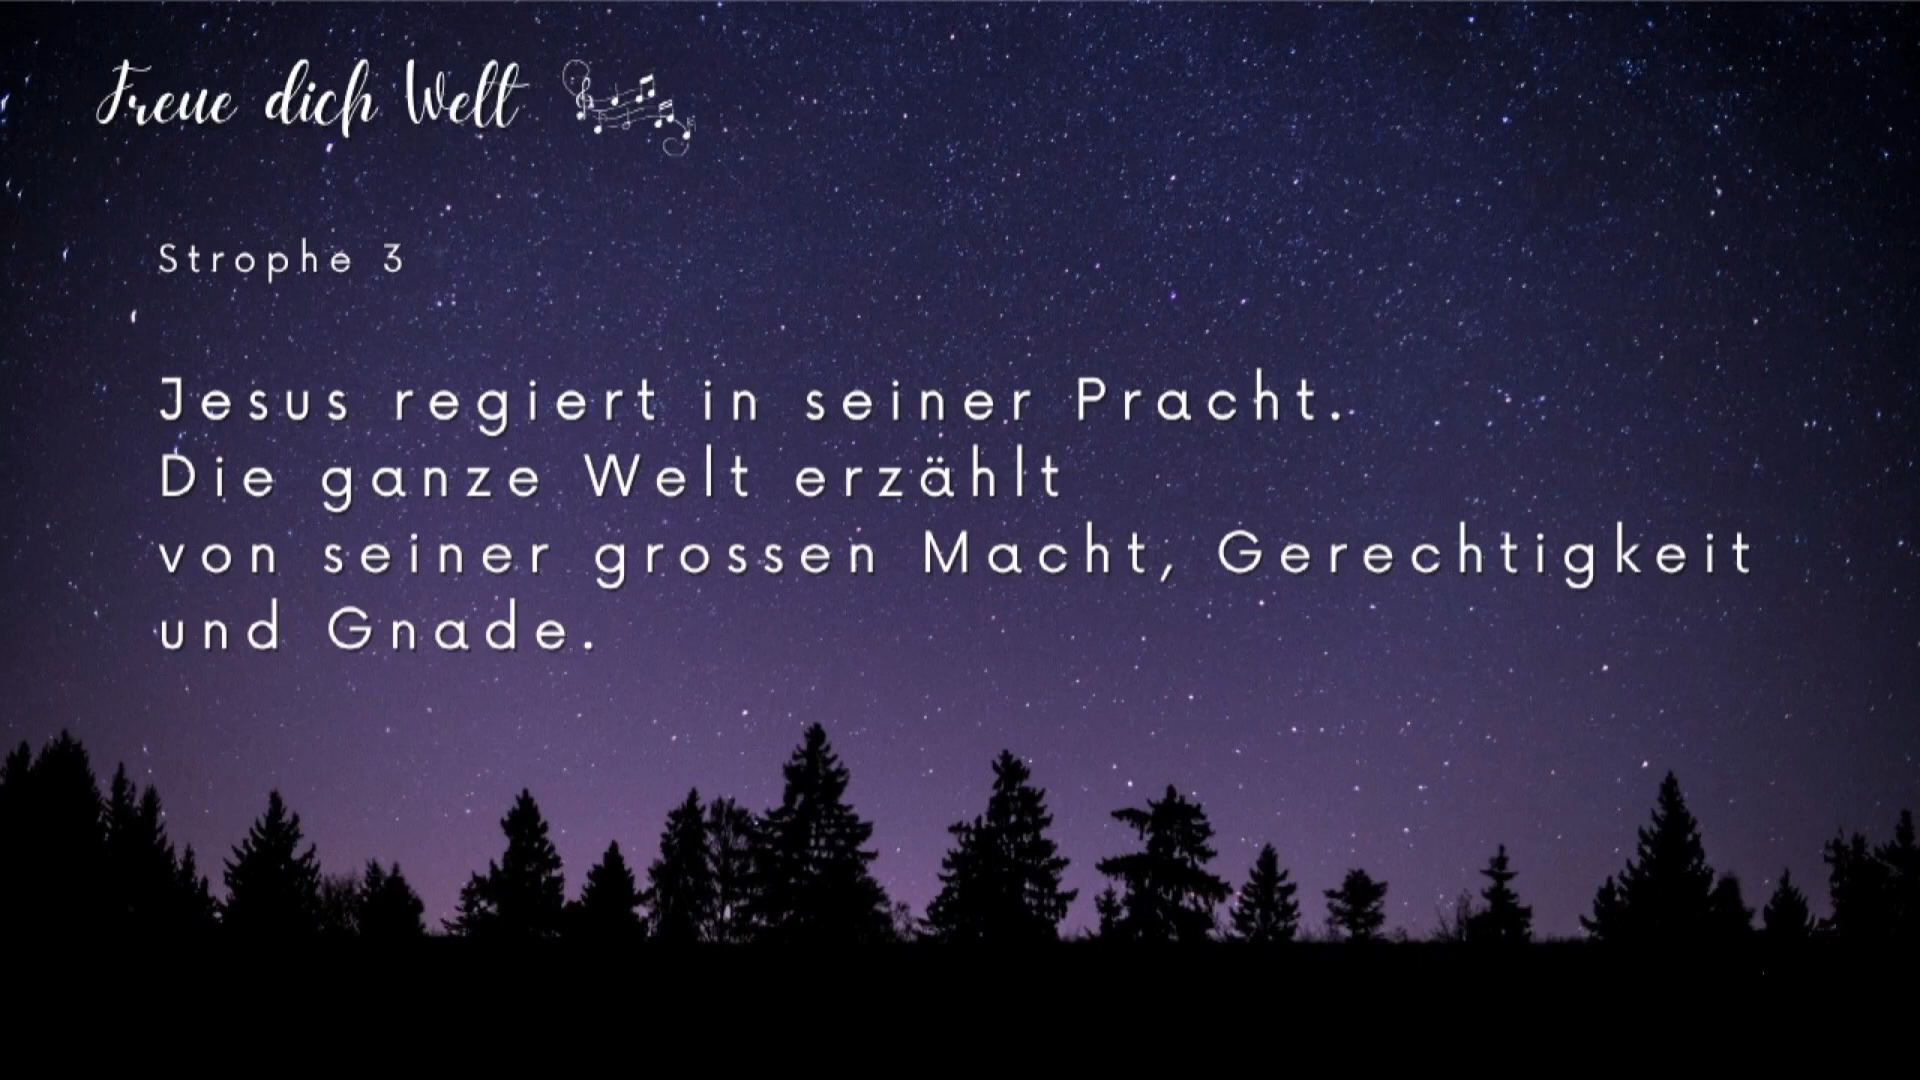 Freue dich Welt
Strophe 3
Jesus regiert in seiner Pracht.
Die ganze Welt erzählt
von seiner grossen Macht, Gerechtigkeit
und Gnade.